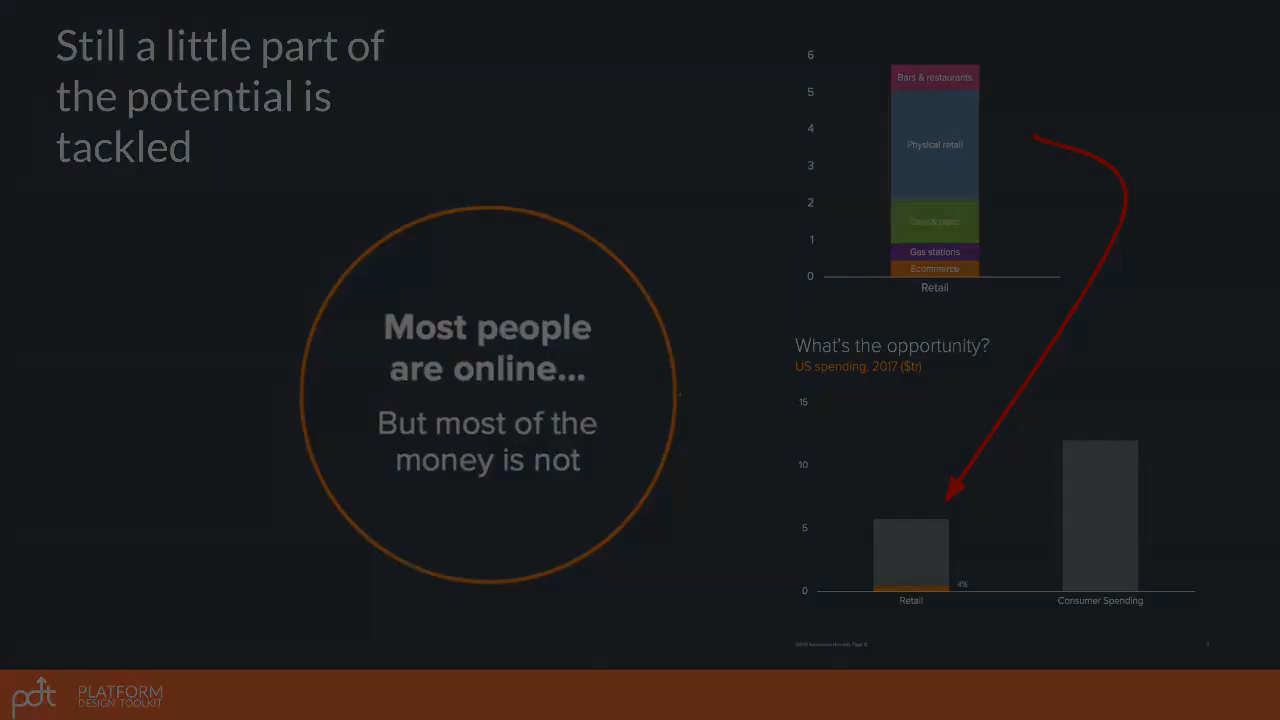 Still a little part of
the potential is
tackled
Most people
are online...
But most of the
money is not
6
5
4
3
2
1
0
Bars & restaurants
Physical retail
Gas stations
Ecommerce
Retail
What's the opportunity?
US spending, 2017 ($tr)
15
10
5
0
4%
Retail
Consumer Spending
pdt PLATFORM
DESIGN TOOLKIT